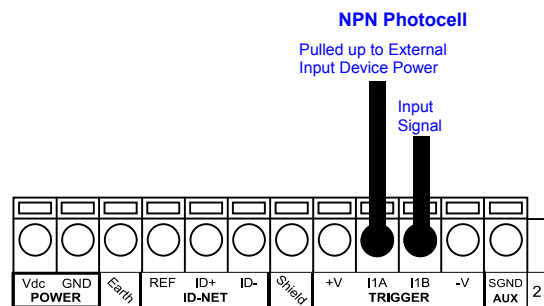 NPN Photocell
Pulled up to External
Input Device Power
Input
Signal
Vdc GND Earth REF ID+ ID- Shield +V I1A I1B -V SGND 2
POWER ID-NET TRIGGER AUX